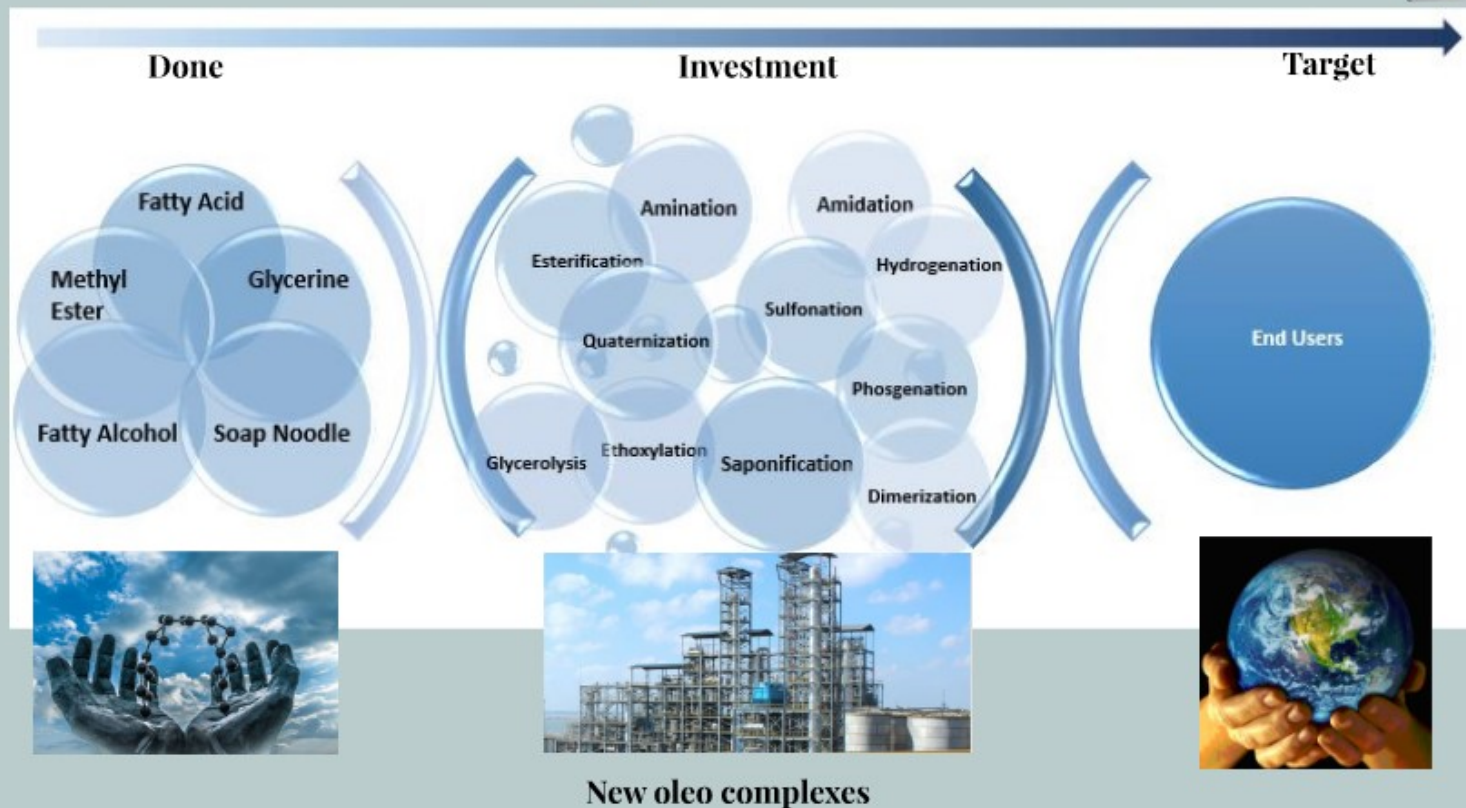 Done
Investment
Target
Fatty Acid
Methyl
Ester
Glycerine
Fatty Alcohol
Soap Noodle
Amination
Amidation
Esterification
Hydrogenation
Sulfonation
Quaternization
Phosgenation
Glycerolysis
Ethoxylation
Saponification
Dimerization
End Users
New oleo complexes